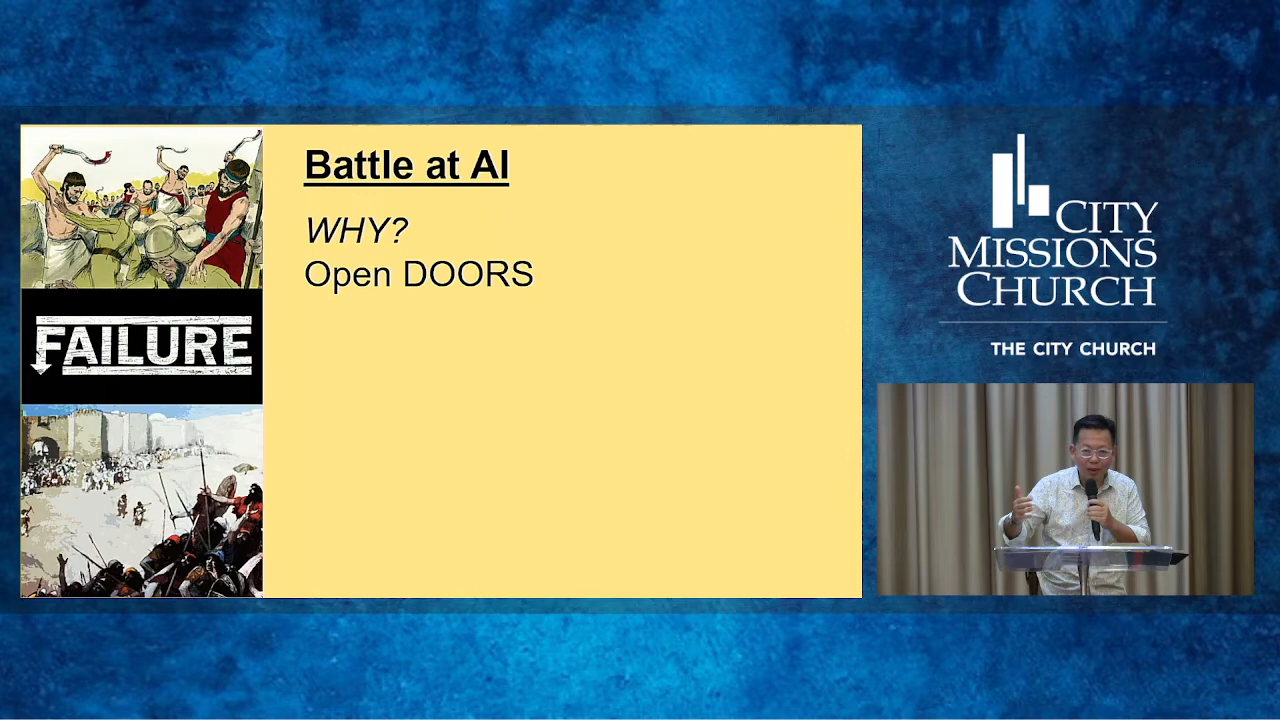 Battle at AI
WHY?
Open DOORS
FAILURE
CITY
MISSIONS
CHURCH
THE CITY CHURCH